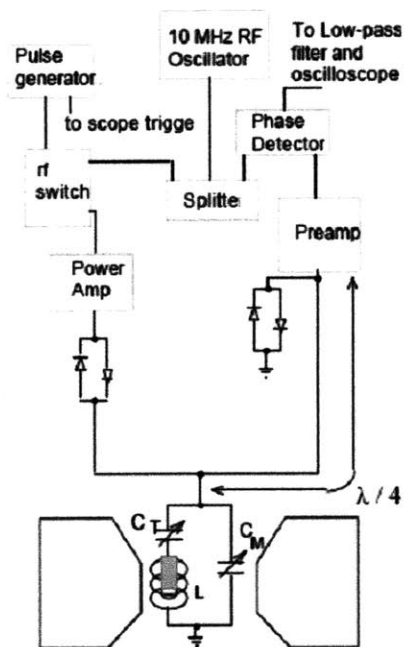 10 MHz RF
Oscillator
To Low-pass
filter and
oscilloscope
Pulse
generator
to scope trigge
Phase
Detector
rf
switch
Splitter
Preamp
Power
Amp
λ / 4
C T
C M
L